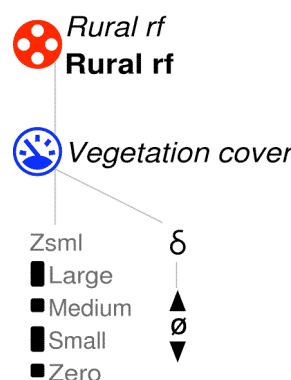 Rural rf
Rural rf
Vegetation cover
Zsml
δ
Large
Medium
ø
Small
Zero